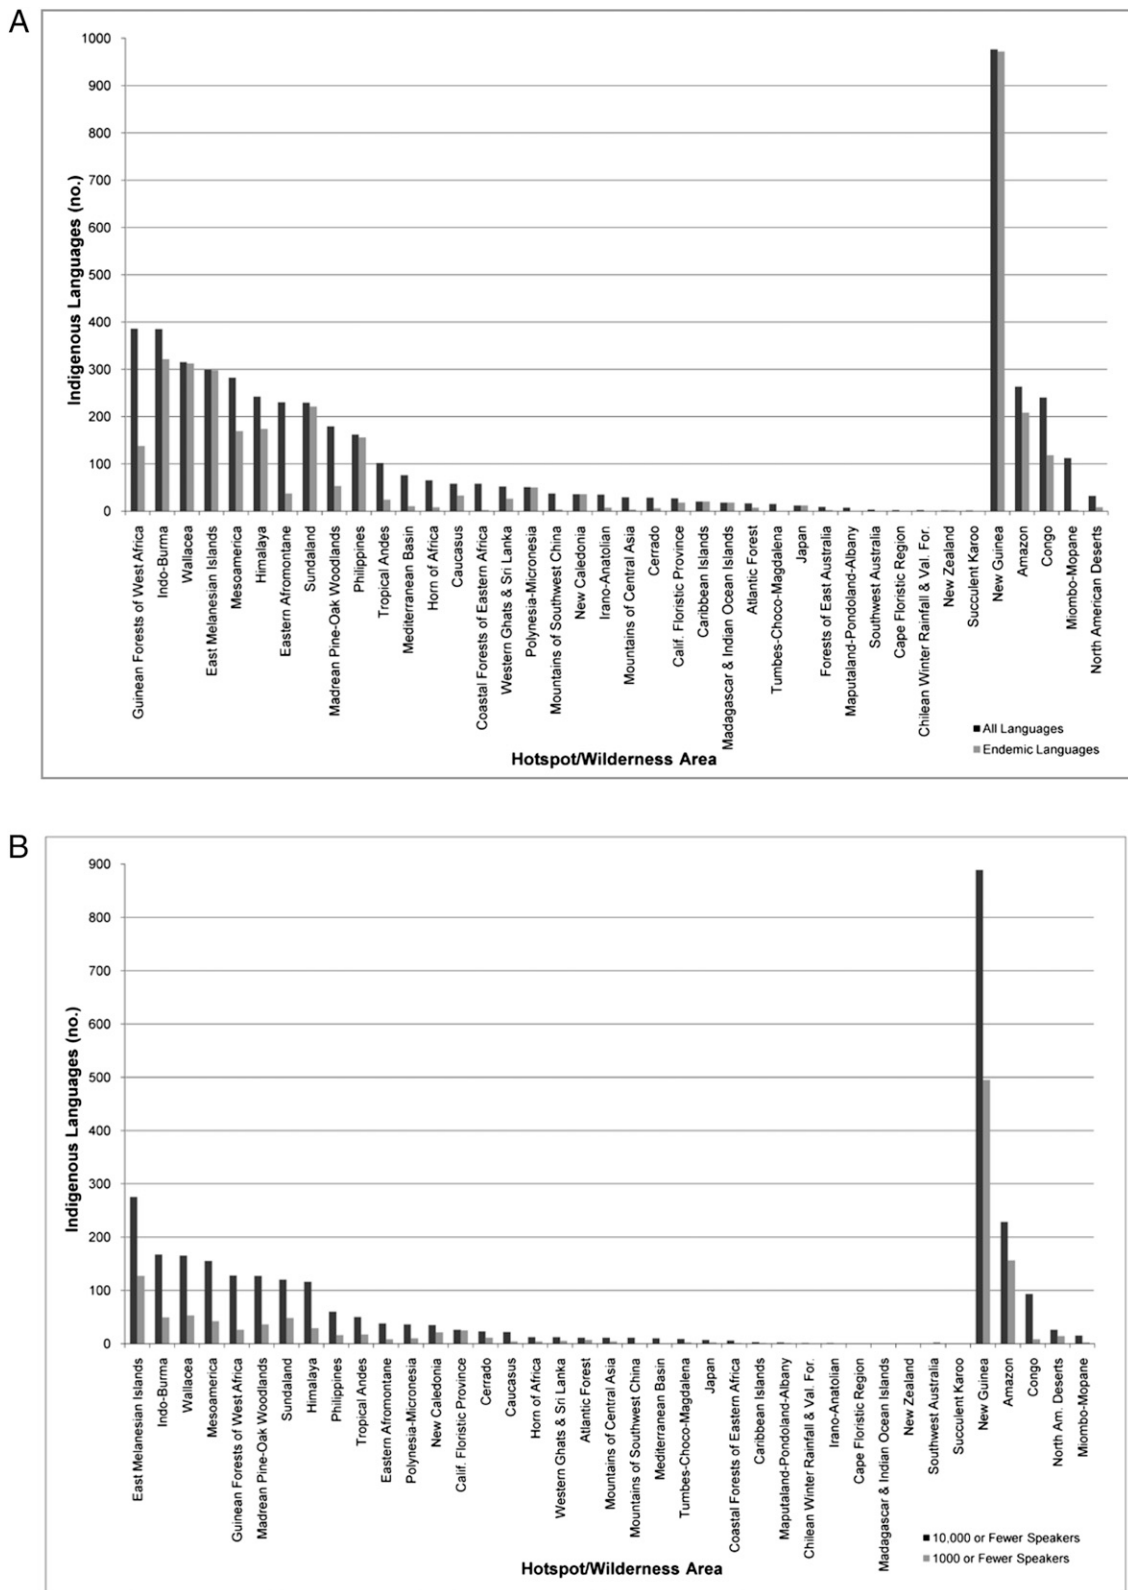 A
1000
900
800
700
600
500
400
300
200
100
0
Indigenous Languages (no.)
Guinean Forests of West Africa
Indo-Burma
Wallacea
East Melanesian Islands
Mesoamerica
Himalaya
Eastern Afromontane
Sundaland
Madrean Pine-Oak Woodlands
Philippines
Tropical Andes
Mediterranean Basin
Horn of Africa
Caucasus
Coastal Forests of Eastern Africa
Western Ghats & Sri Lanka
Polynesia-Micronesia
Mountains of Southwest China
New Caledonia
Irano-Anatolian
Mountains of Central Asia
Cerrado
Calif. Floristic Province
Caribbean Islands
Madagascar & Indian Ocean Islands
Atlantic Forest
Tumbes-Choco-Magdalena
Japan
Forests of East Australia
Maputaland-Pondoland-Albany
Southwest Australia
Cape Floristic Region
Chilean Winter Rainfall & Val. For.
New Zealand
Succulent Karoo
New Guinea
Amazon
Congo
Miombo-Mopane
North American Deserts
All Languages
Endemic Languages
Hotspot/Wilderness Area
B
900
800
700
600
500
400
300
200
100
0
Indigenous Languages (no.)
East Melanesian Islands
Indo-Burma
Wallacea
Mesoamerica
Guinean Forests of West Africa
Madrean Pine-Oak Woodlands
Sundaland
Himalaya
Philippines
Tropical Andes
Eastern Afromontane
Polynesia-Micronesia
New Caledonia
Calif. Floristic Province
Cerrado
Caucasus
Horn of Africa
Western Ghats & Sri Lanka
Atlantic Forest
Mountains of Central Asia
Mountains of Southwest China
Mediterranean Basin
Tumbes-Choco-Magdalena
Japan
Coastal Forests of Eastern Africa
Caribbean Islands
Maputaland-Pondoland-Albany
Chilean Winter Rainfall & Val. For.
Irano-Anatolian
Cape Floristic Region
Madagascar & Indian Ocean Islands
New Zealand
Southwest Australia
Succulent Karoo
New Guinea
Amazon
Congo
North Am. Deserts
Miombo-Mopane
10,000 or Fewer Speakers
1000 or Fewer Speakers
Hotspot/Wilderness Area